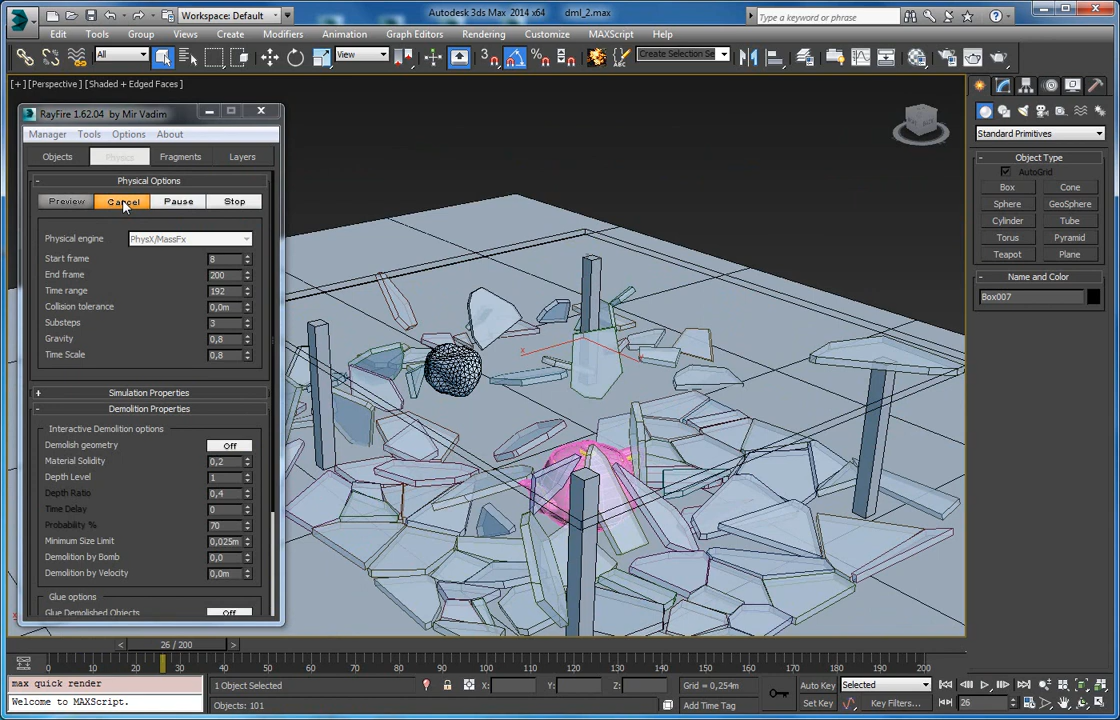 Workspace: Default
Autodesk 3ds Max 2014 x64 dml_2.max
Type a keyword or phrase
Edit Tools Group Views Create Modifiers Animation Graph Editors Rendering Customize MAXScript Help
All View Create Selection Se
[+] [Perspective] [Shaded + Edged Faces]
RayFire 1.62.04 by Mir Vadim
Manager Tools Options About
Objects Physics Fragments Layers
- Physical Options
Preview Cancel Pause Stop
Physical engine PhysX/MassFx
Start frame 8
End frame 200
Time range 192
Collision tolerance 0,0m
Substeps 3
Gravity 0,8
Time Scale 0,8
+ Simulation Properties
- Demolition Properties
Interactive Demolition options
Demolish geometry Off
Material Solidity 0,2
Depth Level 1
Depth Ratio 0,4
Time Delay 0
Probability % 70
Minimum Size Limit 0,025m
Demolition by Bomb 0,0
Demolition by Velocity 0,0m
Glue options
Glue Demolished Objects Off
Standard Primitives
- Object Type
AutoGrid
Box Cone
Sphere GeoSphere
Cylinder Tube
Torus Pyramid
Teapot Plane
- Name and Color
Box007
< 26 / 200 >
0 10 20 30 40 50 60 70 80 90 100 110 120 130 140 150 160 170 180 190 200
max quick render
Welcome to MAXScript.
1 Object Selected
X: Y: Z: Grid = 0,254m
Objects: 101
Add Time Tag
Auto Key Selected
Set Key Key Filters...
26